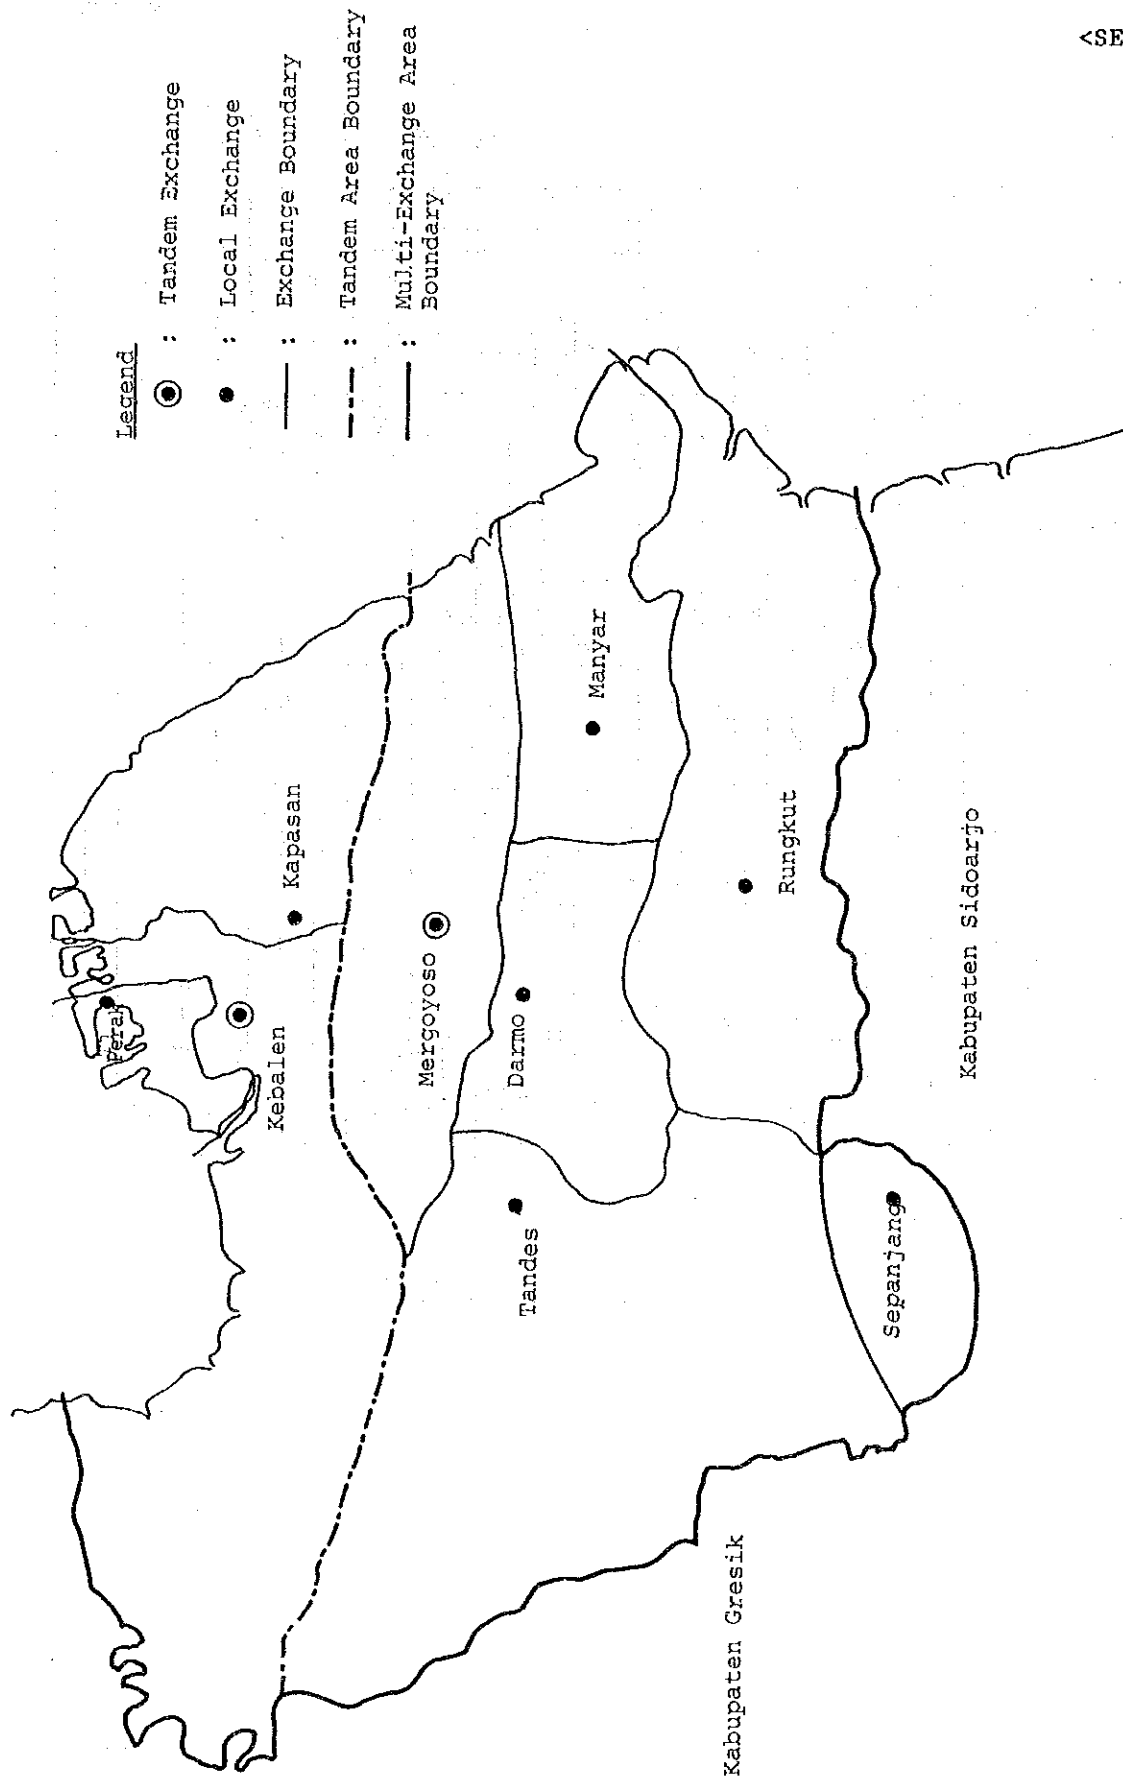 <SE
Legend
: Tandem Exchange
: Local Exchange
: Exchange Boundary
: Tandem Area Boundary
: Multi-Exchange Area
Boundary
Perak
Kapasan
Kebalen
Mergoyoso
Manyar
Darmo
Tandes
Rungkut
Sepanjang
Kabupaten Sidoarjo
Kabupaten Gresik